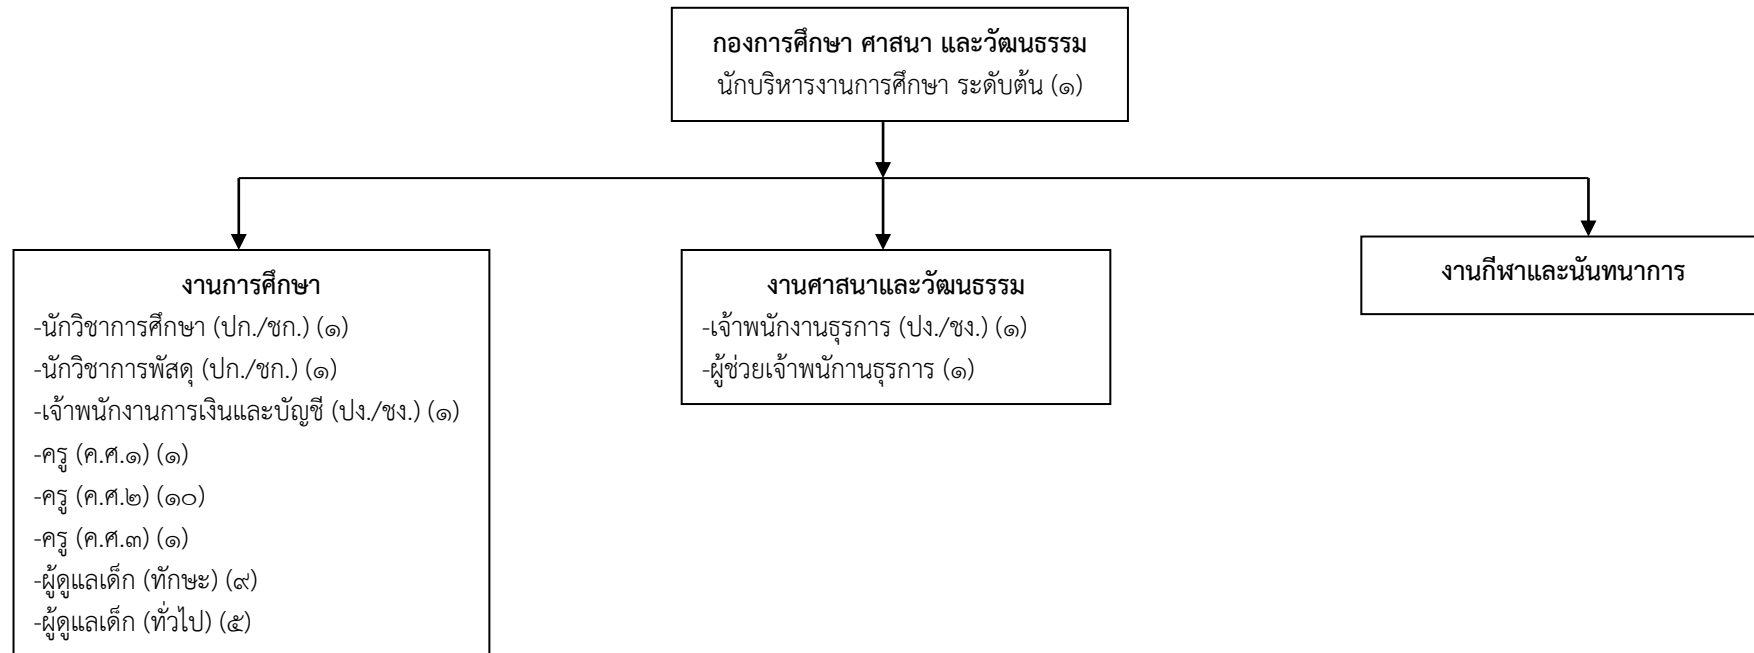 กองการศึกษา ศาสนา และวัฒนธรรม
นักบริหารงานการศึกษา ระดับต้น (๑)
งานการศึกษา
-นักวิชาการศึกษา (ปก./ชก.) (๑)
-นักวิชาการพัสดุ (ปก./ชก.) (๑)
-เจ้าพนักงานการเงินและบัญชี (ปง./ชง.) (๑)
-ครู (ค.ศ.๑) (๑)
-ครู (ค.ศ.๒) (๑๐)
-ครู (ค.ศ.๓) (๑)
-ผู้ดูแลเด็ก (ทักษะ) (๙)
-ผู้ดูแลเด็ก (ทั่วไป) (๕)
งานศาสนาและวัฒนธรรม
-เจ้าพนักงานธุรการ (ปง./ชง.) (๑)
-ผู้ช่วยเจ้าพนักานธุรการ (๑)
งานกีฬาและนันทนาการ